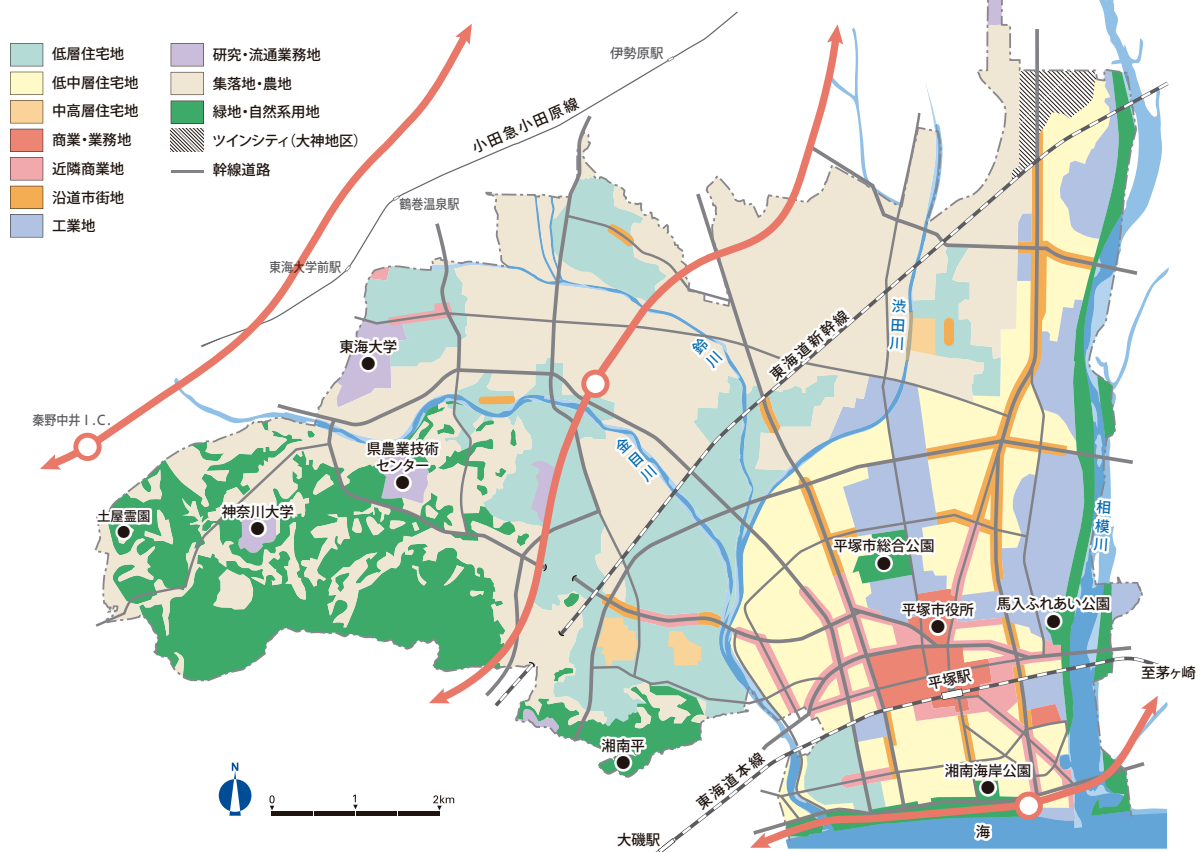 低層住宅地
低中層住宅地
中高層住宅地
商業・業務地
近隣商業地
沿道市街地
工業地
研究・流通業務地
集落地・農地
緑地・自然系用地
ツインシティ(大神地区)
幹線道路
伊勢原駅
小田急小田原線
鶴巻温泉駅
東海大学前駅
東海大学
秦野中井I.C.
鈴川
東海道新幹線
渋田川
金目川
県農業技術
センター
土屋霊園
神奈川大学
相模川
平塚市総合公園
平塚市役所
馬入ふれあい公園
平塚駅
至茅ヶ崎
湘南平
東海道本線
湘南海岸公園
大磯駅
海
N
0
1
2km